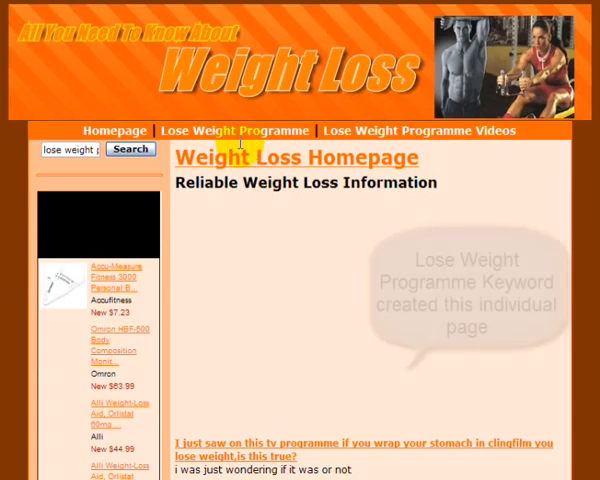 All You Need To Know About
Weight Loss
Homepage | Lose Weight Programme | Lose Weight Programme Videos
lose weight p Search
Weight Loss Homepage
Reliable Weight Loss Information
Lose Weight
Programme Keyword
created this individual
page
Accu-Measure
Fitness 3000
Personal B...
Accufitness
New $7.23
Omron HBF-500
Body
Composition
Monit...
Omron
New $63.99
Alli Weight-Loss
Aid, Orlistat
60mg ...
Alli
New $44.99
Alli Weight-Loss
Aid, Orlistat
I just saw on this tv programme if you wrap your stomach in clingfilm you
lose weight,is this true?
i was just wondering if it was or not